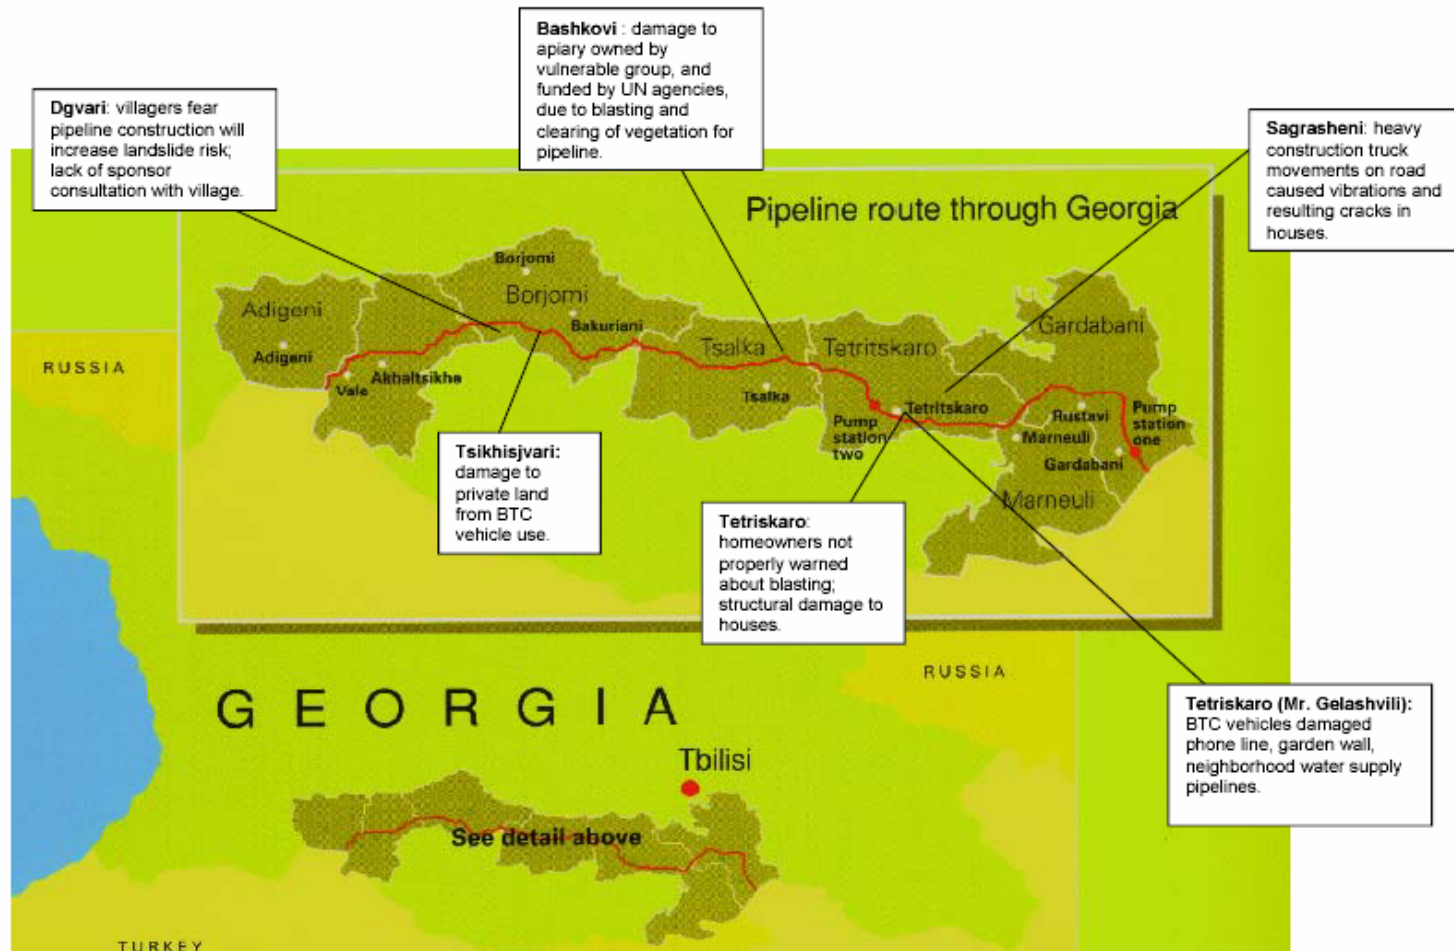 Bashkovi : damage to
apiary owned by
vulnerable group, and
funded by UN agencies,
due to blasting and
clearing of vegetation for
pipeline.
Dgvari: villagers fear
pipeline construction will
increase landslide risk;
lack of sponsor
consultation with village.
Sagrasheni: heavy
construction truck
movements on road
caused vibrations and
resulting cracks in
houses.
Pipeline route through Georgia
Borjomi
Borjomi
Bakuriani
Adigeni
Adigeni
RUSSIA
Vale
Akhaltsikhe
Tsalka
Tsalka
Tetritskaro
Tetritskaro
Gardabani
Pump
station
two
Rustavi
Marneuli
Gardabani
Pump
station
one
Marneuli
Tsikhisjvari:
damage to
private land
from BTC
vehicle use.
Tetriskaro:
homeowners not
properly warned
about blasting;
structural damage to
houses.
RUSSIA
Tetriskaro (Mr. Gelashvili):
BTC vehicles damaged
phone line, garden wall,
neighborhood water supply
pipelines.
GEORGIA
Tbilisi
See detail above
TURKEY